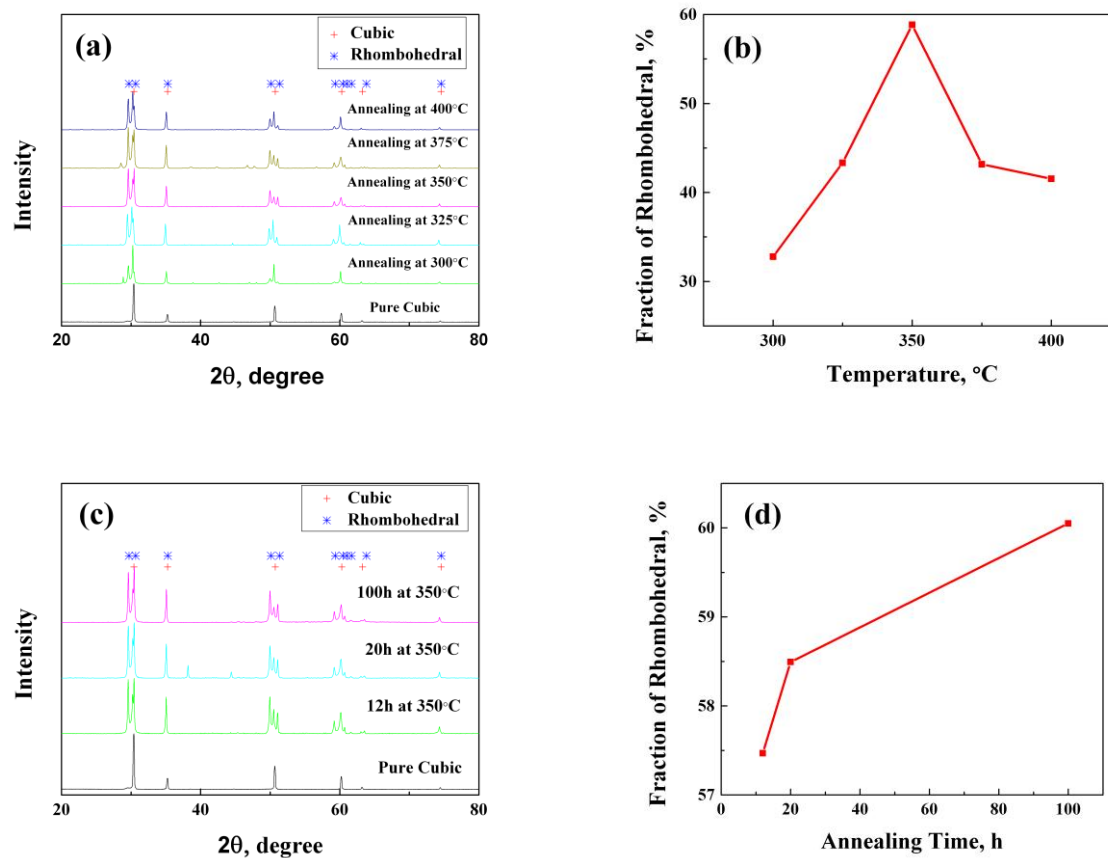 (a)
Cubic
Rhombohedral
Annealing at 400°C
Annealing at 375°C
Annealing at 350°C
Annealing at 325°C
Annealing at 300°C
Pure Cubic
Intensity
20 40 60 80
2θ, degree
(b)
60
50
40
30
Fraction of Rhombohedral, %
300 350 400
Temperature, °C
(c)
Cubic
Rhombohedral
100h at 350°C
20h at 350°C
12h at 350°C
Pure Cubic
Intensity
20 40 60 80
2θ, degree
(d)
60
59
58
57
Fraction of Rhombohedral, %
0 20 40 60 80 100
Annealing Time, h